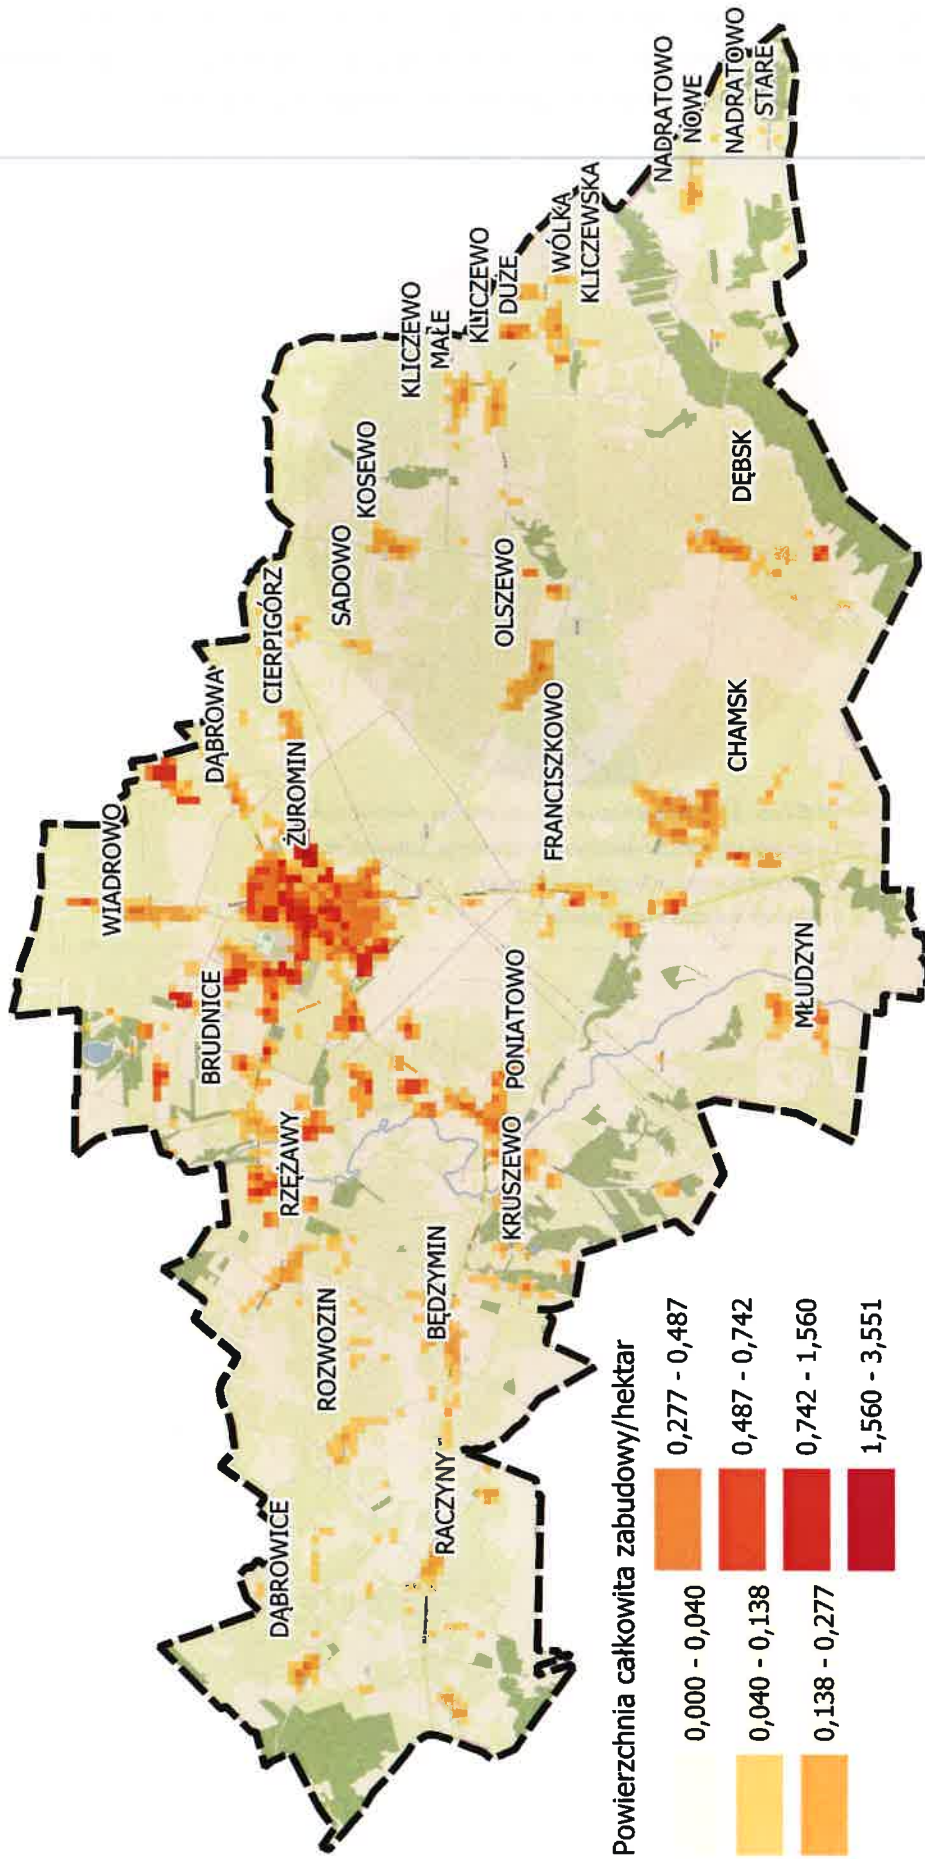 WIADROWO
DĄBROWA
CIERPIGÓRZ
BRUDNICE
ŻUROMIN
SADOWO
KOSEWO
KLICZEWO
MAŁE
KLICZEWO
DUŻE
WÓLKA
KLICZEWSKA
NADRATOWO
NOWE
NADRATOWO
STARE
DĄBROWICE
ROZWOZIN
RZĘŻAWY
RACZYNY
BĘDZYMIN
KRUSZEWO
PONIATOWO
FRANCISZKOWO
OLSZEWO
MŁUDZYN
CHAMSK
DĘBSK
Powierzchnia całkowita zabudowy/hektar
0,000 - 0,040
0,040 - 0,138
0,138 - 0,277
0,277 - 0,487
0,487 - 0,742
0,742 - 1,560
1,560 - 3,551